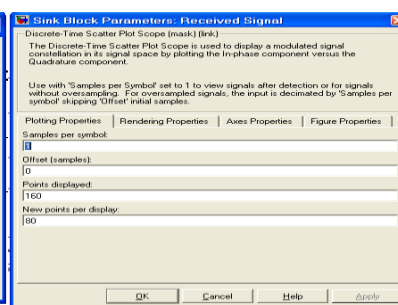 Sink Block Parameters: Received Signal
Discrete-Time Scatter Plot Scope (mask) (link)
The Discrete-Time Scatter Plot Scope is used to display a modulated signal
constellation in its signal space by plotting the In-phase component versus the
Quadrature component.
Use with 'Samples per Symbol' set to 1 to view signals after detection or for signals
without oversampling. For oversampled signals, the input is decimated by 'Samples per
symbol' skipping 'Offset' initial samples.
Plotting Properties Rendering Properties Axes Properties Figure Properties
Samples per symbol:
1
Offset (samples):
0
Points displayed:
160
New points per display:
80
OK Cancel Help Apply